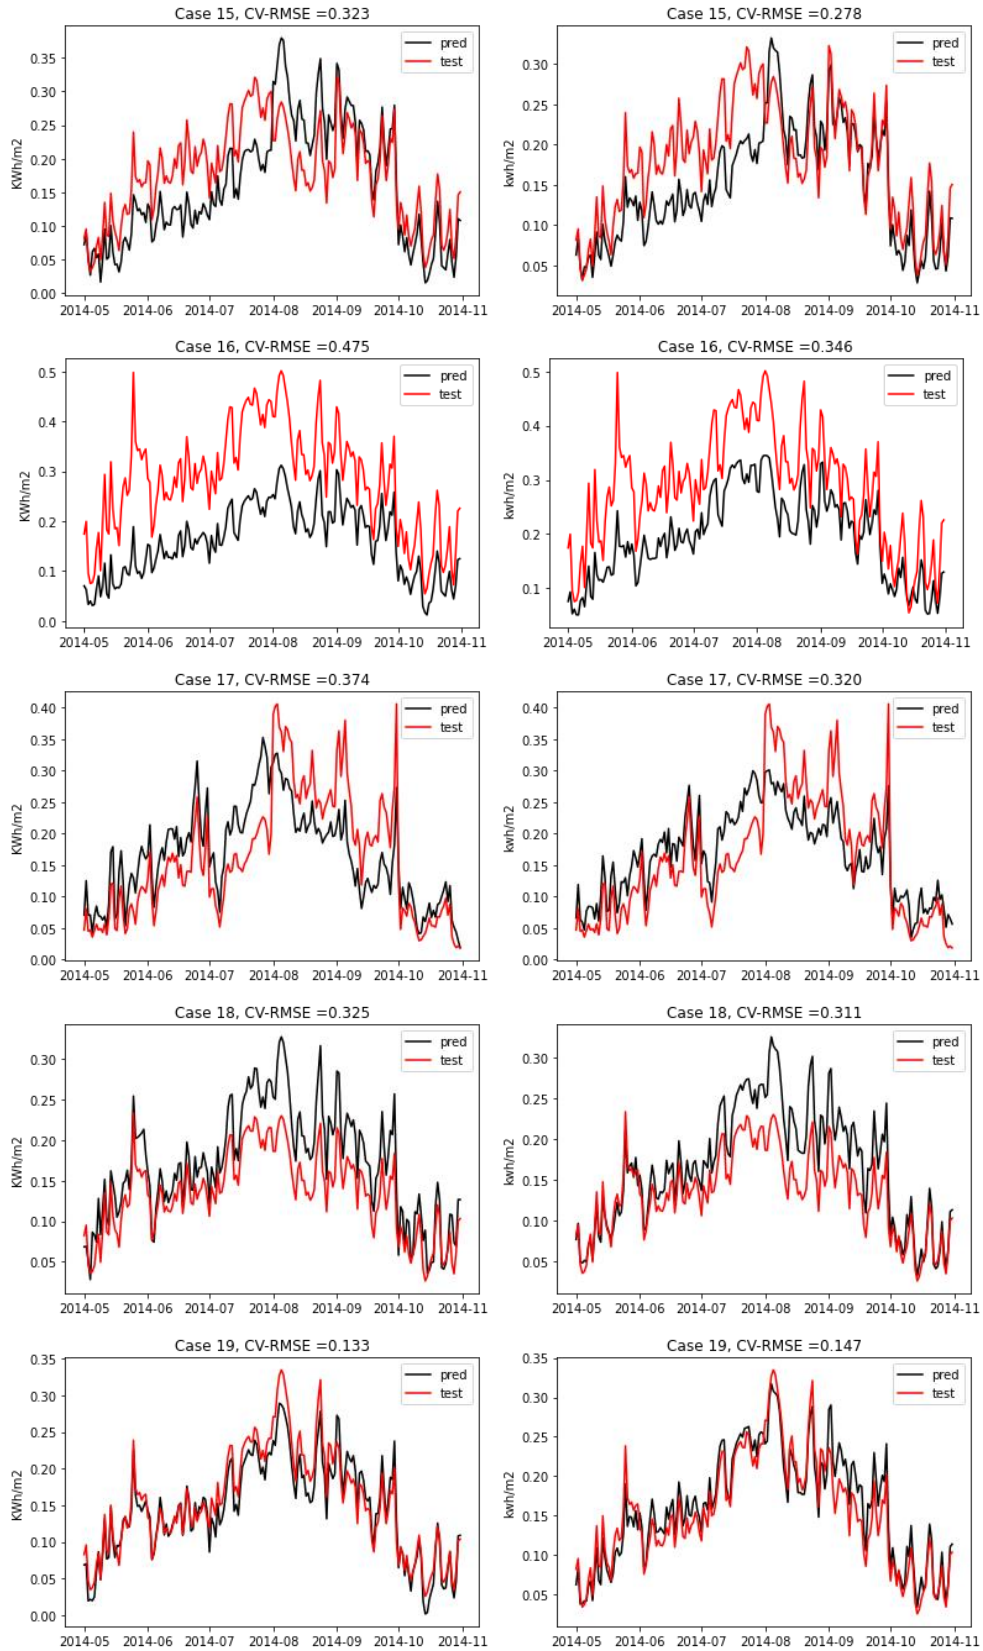 Case 15, CV-RMSE =0.323
KWh/m2
0.35
0.30
0.25
0.20
0.15
0.10
0.05
0.00
pred
test
2014-05 2014-06 2014-07 2014-08 2014-09 2014-10 2014-11
Case 15, CV-RMSE =0.278
kwh/m2
0.30
0.25
0.20
0.15
0.10
0.05
pred
test
2014-05 2014-06 2014-07 2014-08 2014-09 2014-10 2014-11
Case 16, CV-RMSE =0.475
KWh/m2
0.5
0.4
0.3
0.2
0.1
0.0
pred
test
2014-05 2014-06 2014-07 2014-08 2014-09 2014-10 2014-11
Case 16, CV-RMSE =0.346
kwh/m2
0.5
0.4
0.3
0.2
0.1
pred
test
2014-05 2014-06 2014-07 2014-08 2014-09 2014-10 2014-11
Case 17, CV-RMSE =0.374
KWh/m2
0.40
0.35
0.30
0.25
0.20
0.15
0.10
0.05
0.00
pred
test
2014-05 2014-06 2014-07 2014-08 2014-09 2014-10 2014-11
Case 17, CV-RMSE =0.320
kwh/m2
0.40
0.35
0.30
0.25
0.20
0.15
0.10
0.05
0.00
pred
test
2014-05 2014-06 2014-07 2014-08 2014-09 2014-10 2014-11
Case 18, CV-RMSE =0.325
KWh/m2
0.30
0.25
0.20
0.15
0.10
0.05
pred
test
2014-05 2014-06 2014-07 2014-08 2014-09 2014-10 2014-11
Case 18, CV-RMSE =0.311
kwh/m2
0.30
0.25
0.20
0.15
0.10
0.05
pred
test
2014-05 2014-06 2014-07 2014-08 2014-09 2014-10 2014-11
Case 19, CV-RMSE =0.133
KWh/m2
0.35
0.30
0.25
0.20
0.15
0.10
0.05
0.00
pred
test
2014-05 2014-06 2014-07 2014-08 2014-09 2014-10 2014-11
Case 19, CV-RMSE =0.147
kwh/m2
0.35
0.30
0.25
0.20
0.15
0.10
0.05
pred
test
2014-05 2014-06 2014-07 2014-08 2014-09 2014-10 2014-11